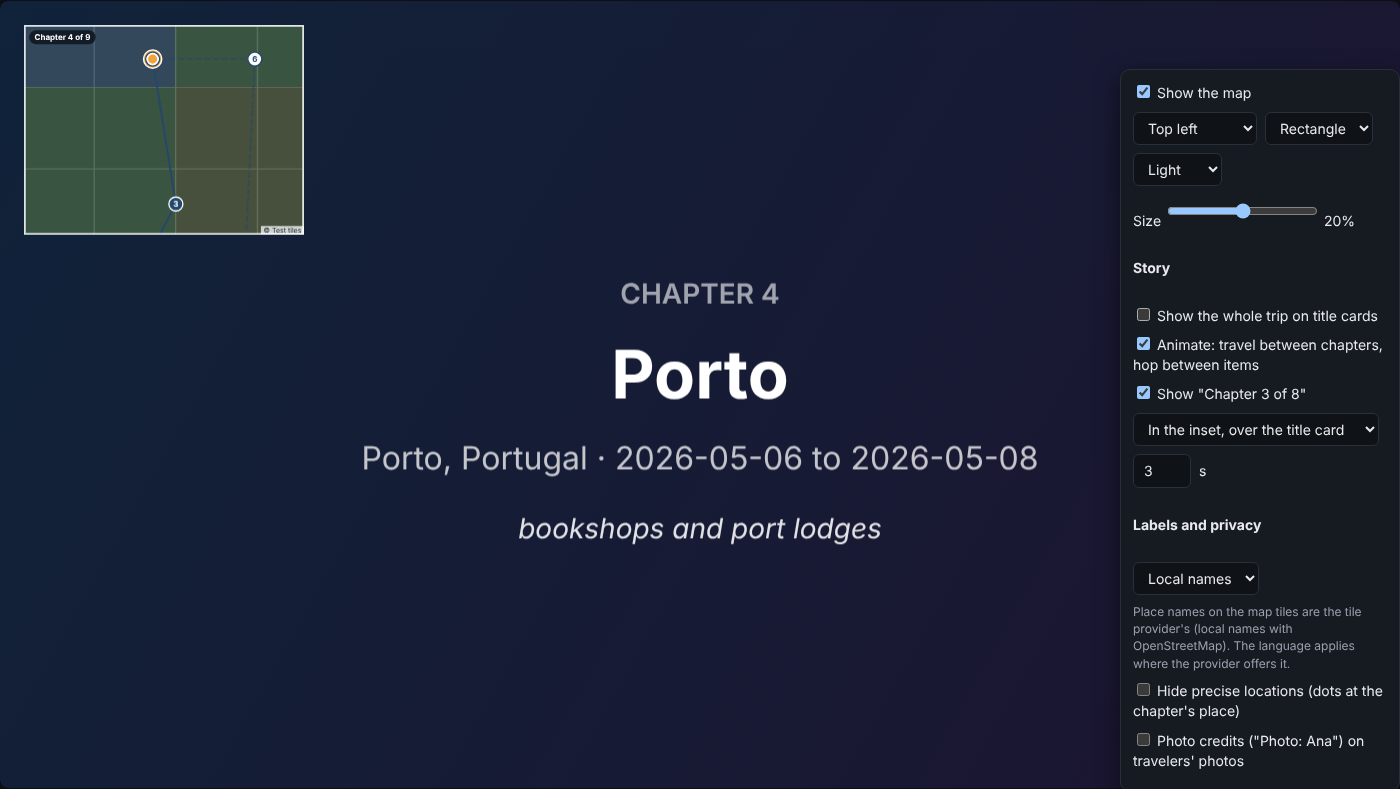 Chapter 4 of 9
6
3
© Test tiles
CHAPTER 4
Porto
Porto, Portugal · 2026-05-06 to 2026-05-08
bookshops and port lodges
Show the map
Top left
Rectangle
Light
Size
20%
Story
Show the whole trip on title cards
Animate: travel between chapters,
hop between items
Show "Chapter 3 of 8"
In the inset, over the title card
3 s
Labels and privacy
Local names
Place names on the map tiles are the tile
provider's (local names with
OpenStreetMap). The language applies
where the provider offers it.
Hide precise locations (dots at the
chapter's place)
Photo credits ("Photo: Ana") on
travelers' photos